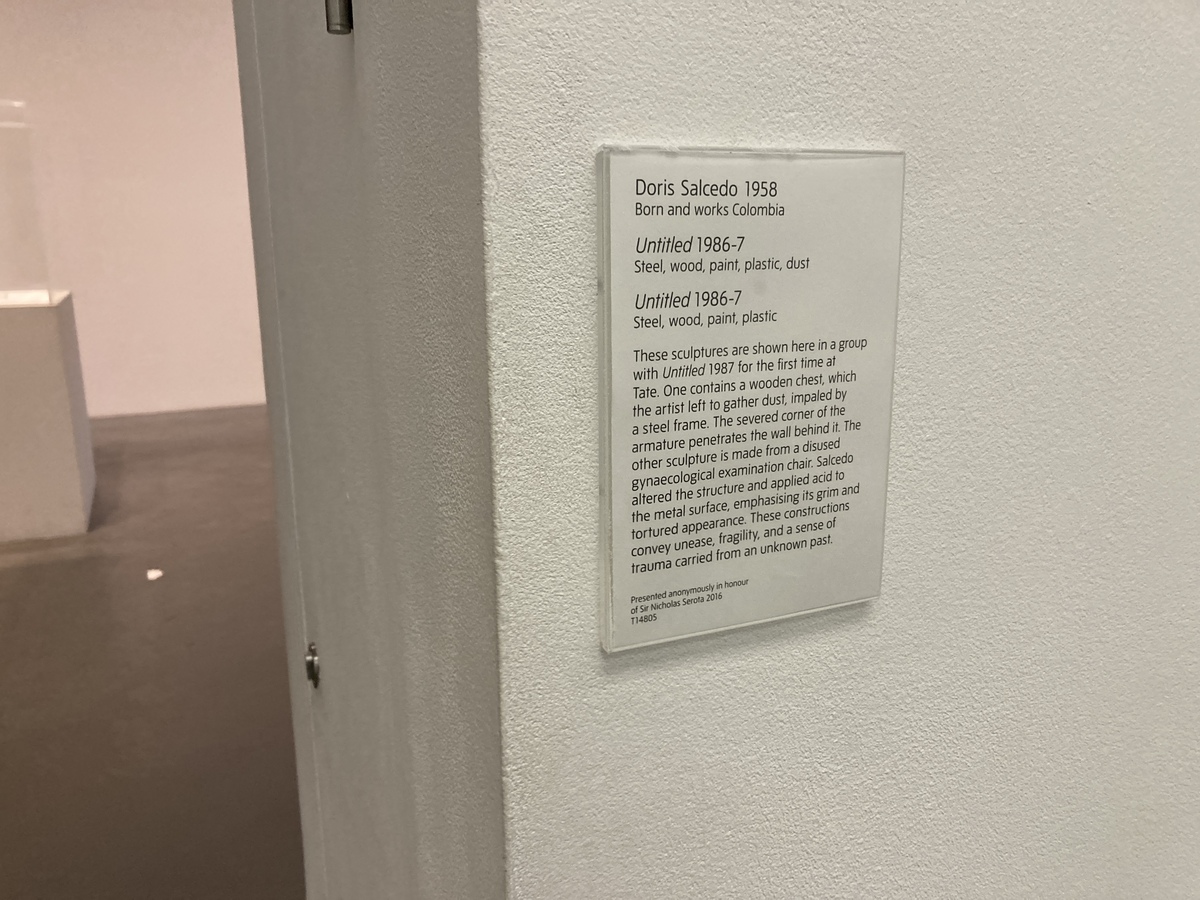 Doris Salcedo 1958
Born and works Colombia
Untitled 1986-7
Steel, wood, paint, plastic, dust
Untitled 1986-7
Steel, wood, paint, plastic
These sculptures are shown here in a group
with Untitled 1987 for the first time at
Tate. One contains a wooden chest, which
the artist left to gather dust, impaled by
a steel frame. The severed corner of the
armature penetrates the wall behind it. The
other sculpture is made from a disused
gynaecological examination chair. Salcedo
altered the structure and applied acid to
the metal surface, emphasising its grim and
tortured appearance. These constructions
convey unease, fragility, and a sense of
trauma carried from an unknown past.
Presented anonymously in honour
of Sir Nicholas Serota 2016
T14805